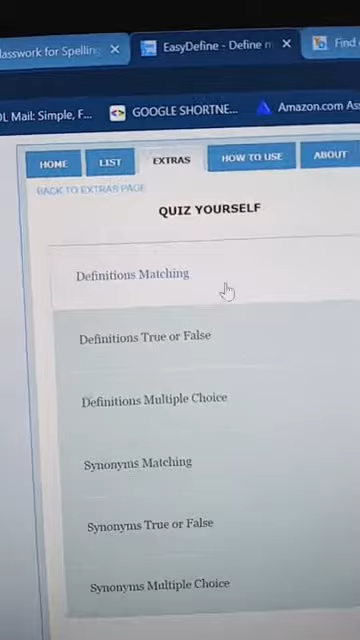 lasswork for Spelling
EasyDefine - Define m
Find
OL Mail: Simple, F...
GOOGLE SHORTNE...
Amazon.com As
HOME
LIST
EXTRAS
HOW TO USE
ABOUT
BACK TO EXTRAS PAGE
QUIZ YOURSELF
Definitions Matching
Definitions True or False
Definitions Multiple Choice
Synonyms Matching
Synonyms True or False
Synonyms Multiple Choice